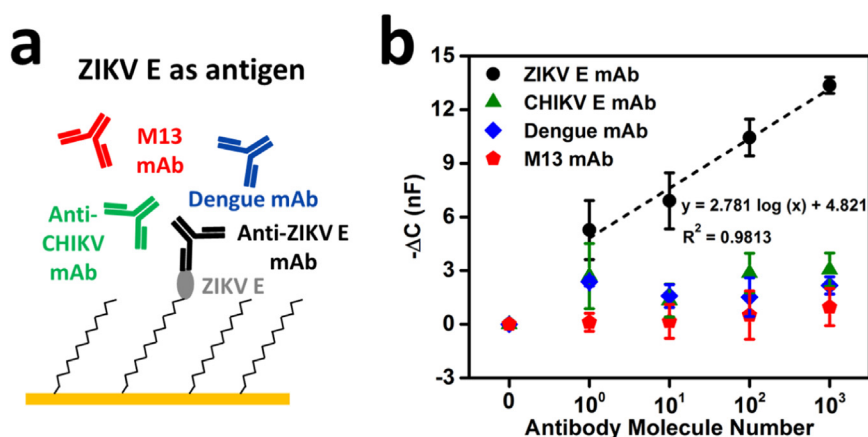 a
ZIKV E as antigen
M13
mAb
Dengue mAb
Anti-
CHIKV
mAb
Anti-ZIKV E
mAb
ZIKV E
b
-ΔC (nF)
15
12
9
6
3
0
-3
ZIKV E mAb
CHIKV E mAb
Dengue mAb
M13 mAb
y = 2.781 log (x) + 4.821
R² = 0.9813
0 10⁰ 10¹ 10² 10³
Antibody Molecule Number